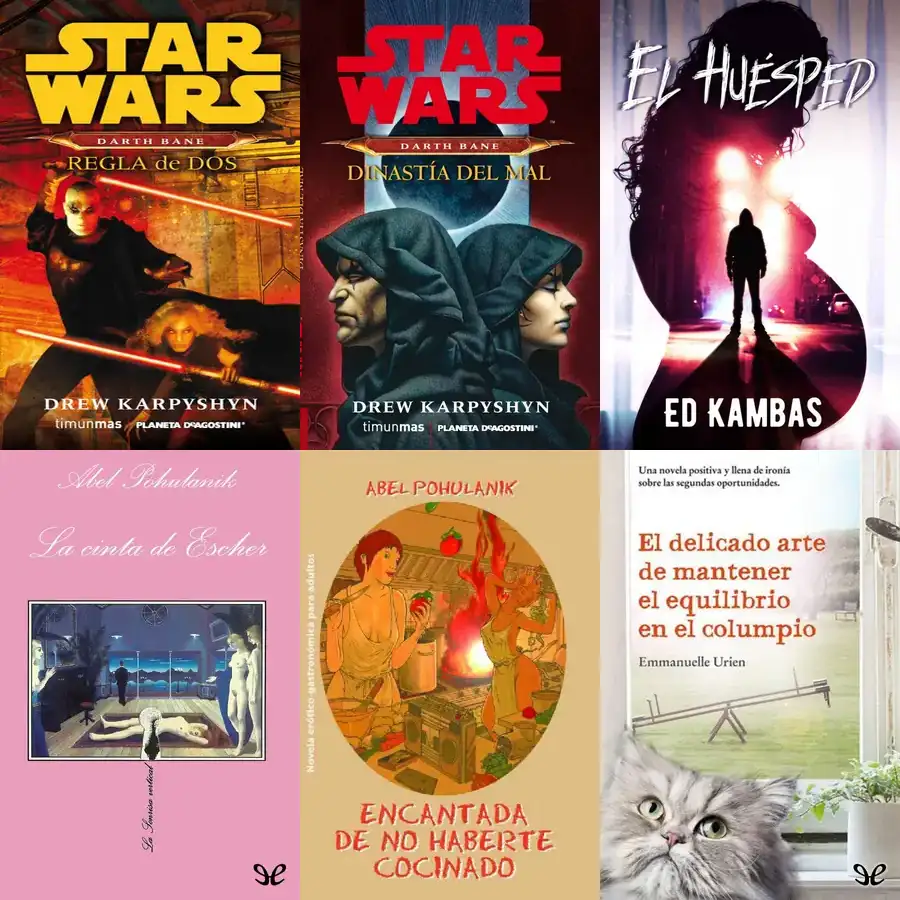 STAR
WARS
DARTH BANE
REGLA de DOS
DREW KARPYSHYN
timunmas PLANETA DEAGOSTINI
STAR
WARS
DARTH BANE
DINASTÍA DEL MAL
DREW KARPYSHYN
timunmas PLANETA DEAGOSTINI
EL HUÉSPED
ED KAMBAS
Abel Pohulanik
La cinta de Escher
La Sonrisa vertical
ABEL POHULANIK
Novela erótico-gastronómica para adultos
ENCANTADA
DE NO HABERTE
COCINADO
Una novela positiva y llena de ironía
sobre las segundas oportunidades.
El delicado arte
de mantener
el equilibrio
en el columpio
Emmanuelle Urien